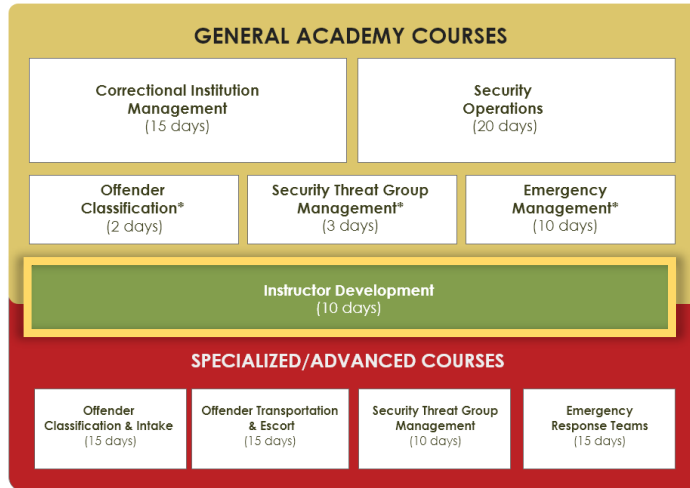 GENERAL ACADEMY COURSES
Correctional Institution
Management
(15 days)
Security
Operations
(20 days)
Offender
Classification*
(2 days)
Security Threat Group
Management*
(3 days)
Emergency
Management*
(10 days)
Instructor Development
(10 days)
SPECIALIZED/ADVANCED COURSES
Offender
Classification & Intake
(15 days)
Offender Transportation
& Escort
(15 days)
Security Threat Group
Management
(10 days)
Emergency
Response Teams
(15 days)